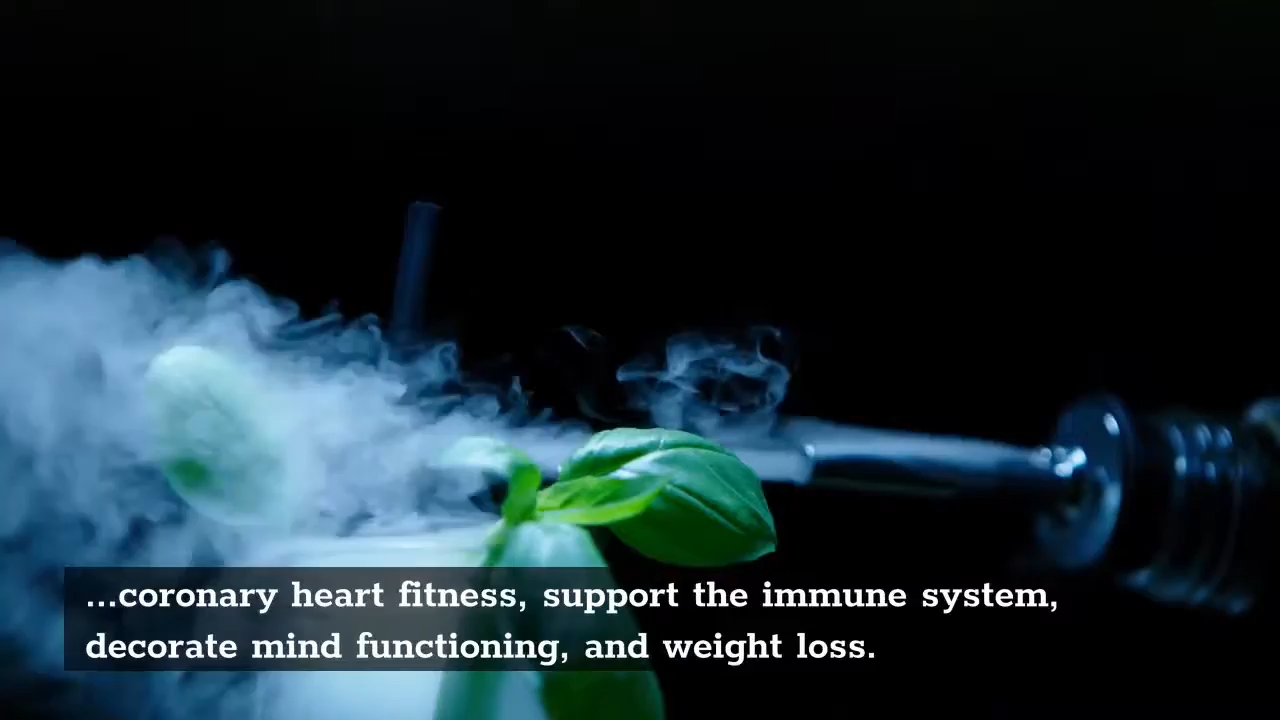 ...coronary heart fitness, support the immune system,
decorate mind functioning, and weight loss.